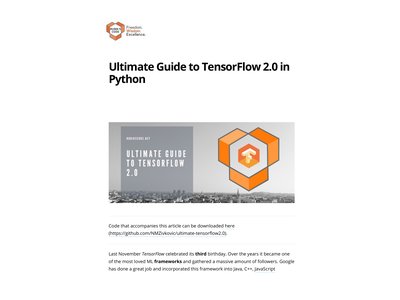 Freedom.
Wisdom.
Excellence.
Ultimate Guide to TensorFlow 2.0 in
Python
RUBIKSCODE.NET
ULTIMATE GUIDE
TO TENSORFLOW
2.0
Code that accompanies this article can be downloaded here
(https://github.com/NMZivkovic/ultimate-tensorflow2.0).
Last November TensorFlow celebrated its third birthday. Over the years it became one
of the most loved ML frameworks and gathered a massive amount of followers. Google
has done a great job and incorporated this framework into Java, C++, JavaScript